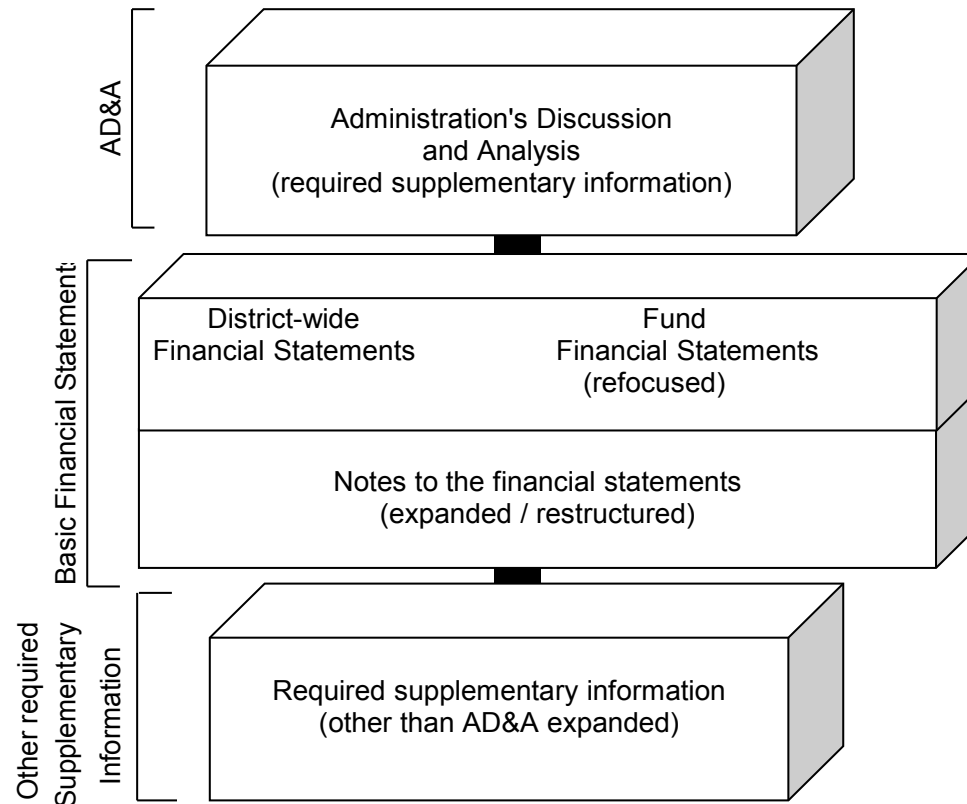 AD&A
Administration's Discussion
and Analysis
(required supplementary information)
Basic Financial Statements
District-wide
Financial Statements
Fund
Financial Statements
(refocused)
Notes to the financial statements
(expanded / restructured)
Other required
Supplementary
Information
Required supplementary information
(other than AD&A expanded)